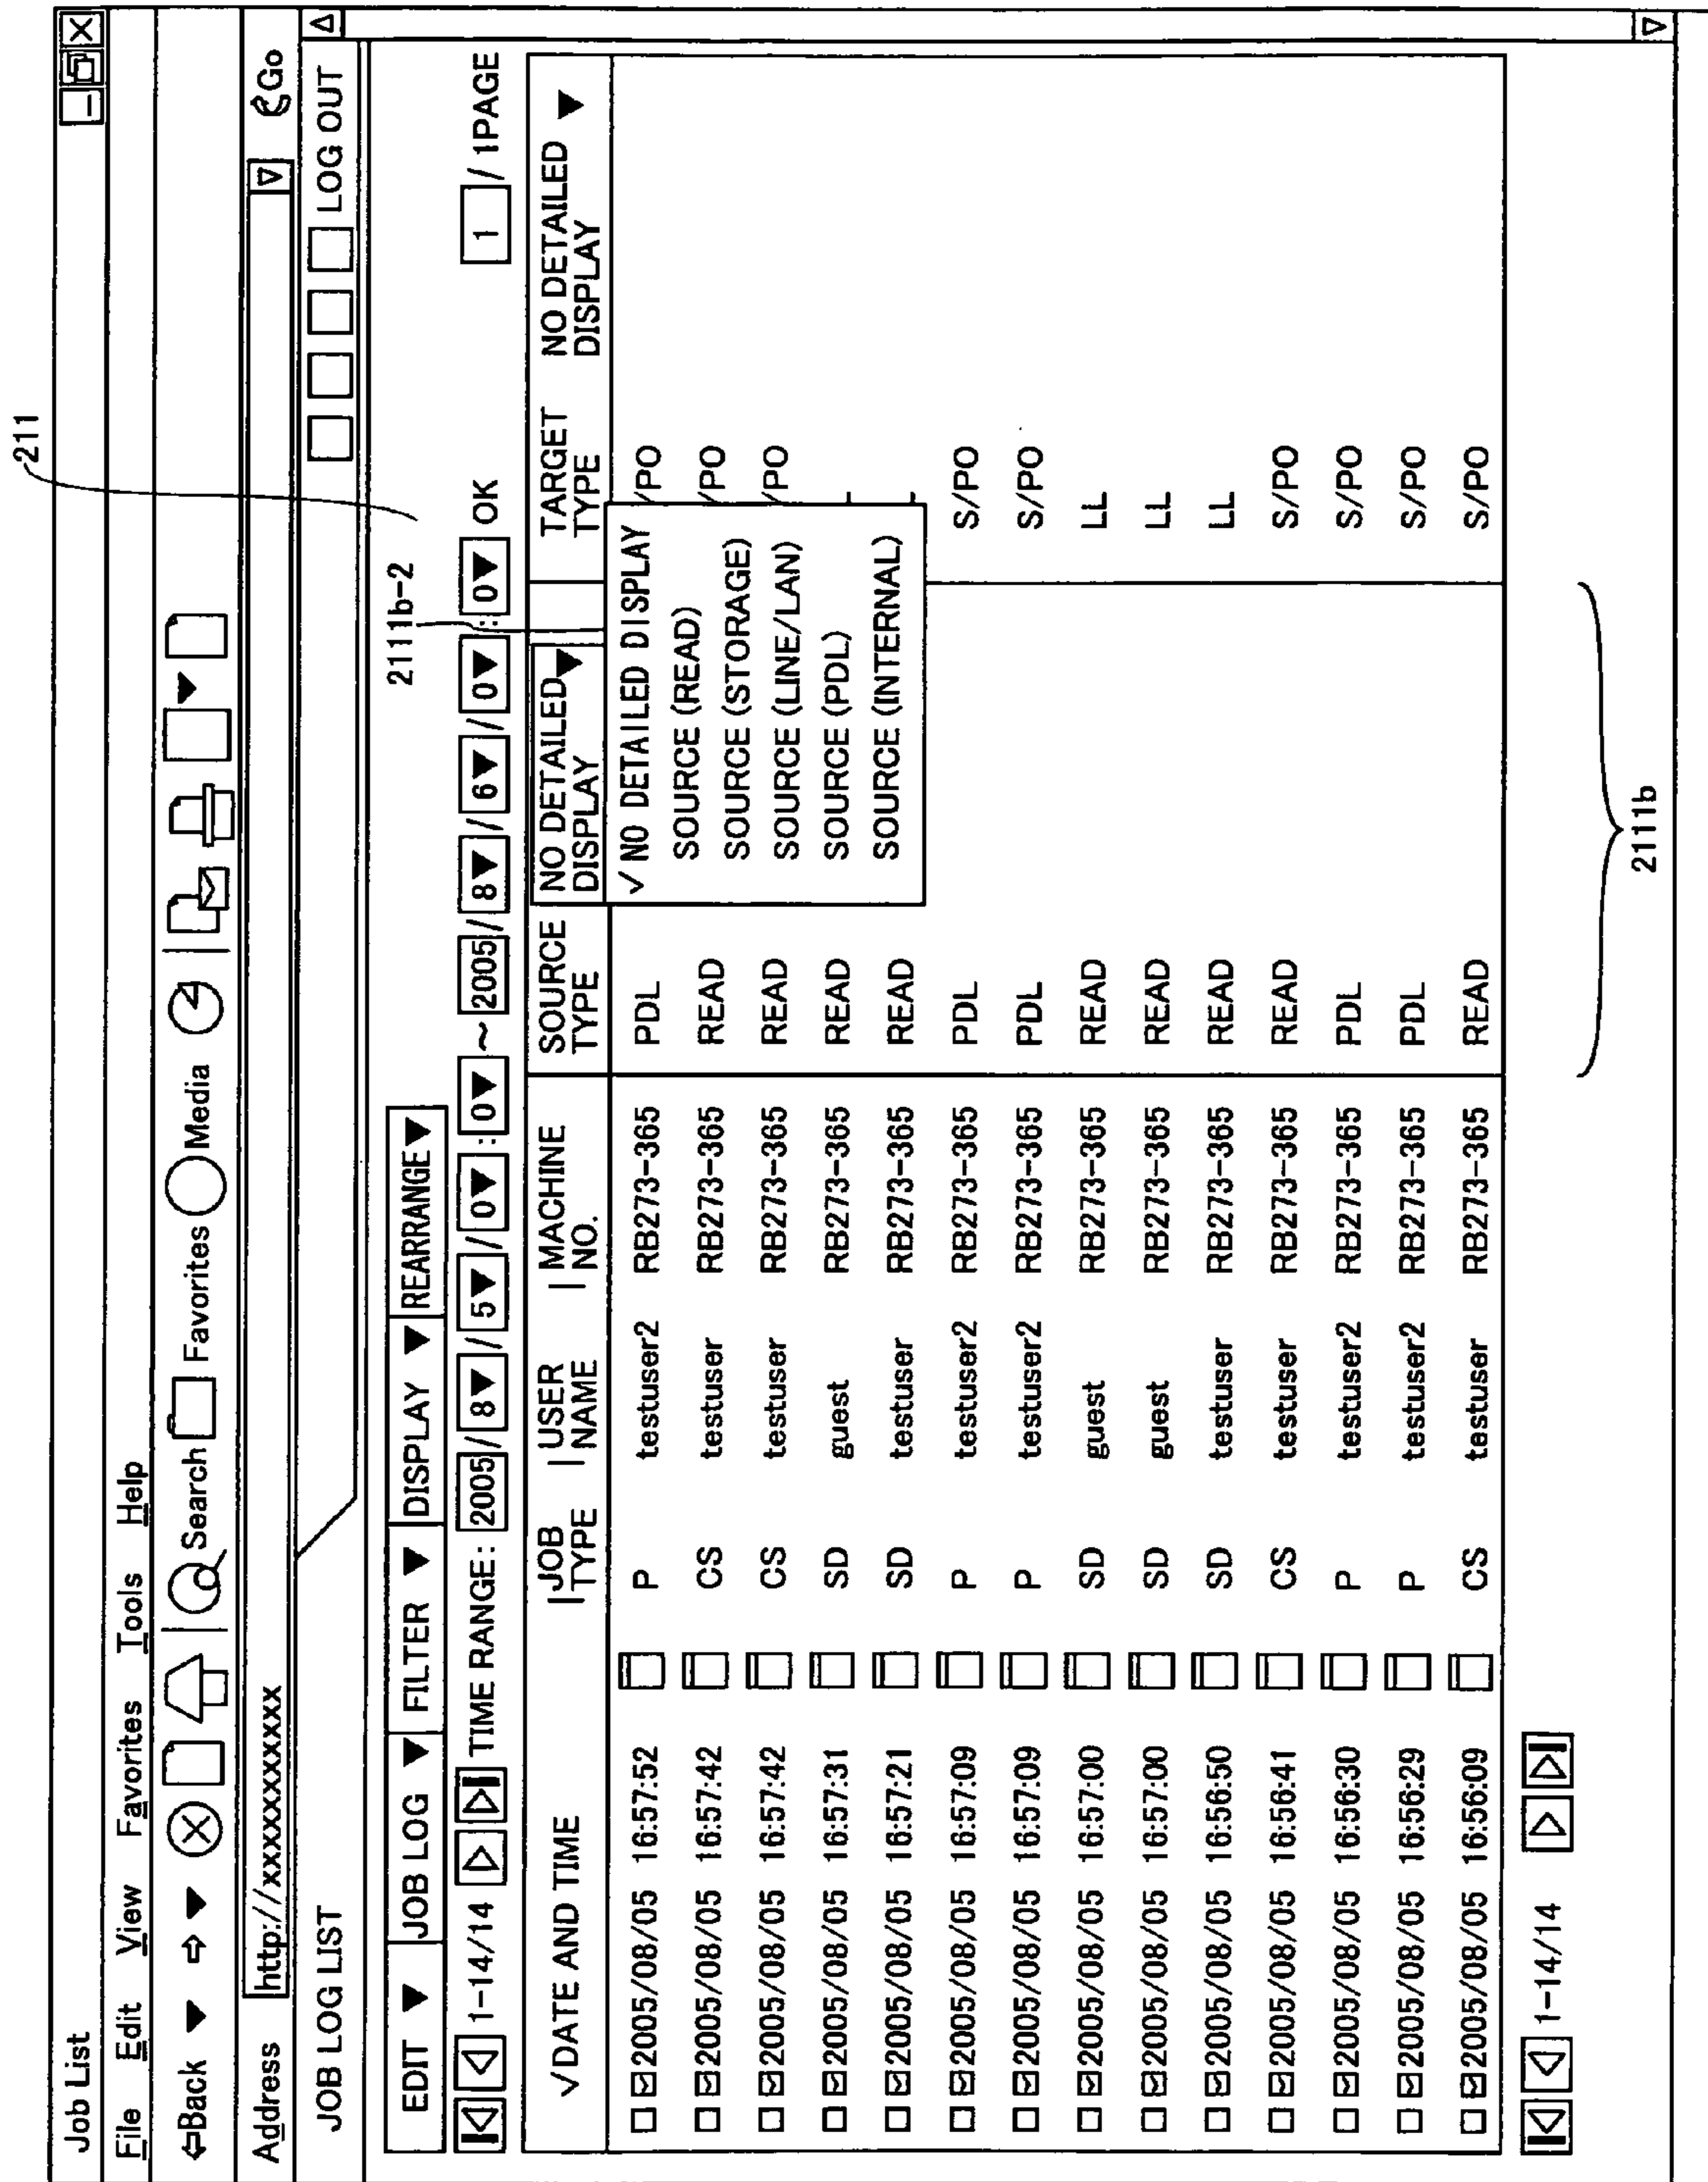 211
Job List
File Edit View Favorites Tools Help
Back Search Favorites Media
Address http://xxxxxxxxxxxx Go
JOB LOG LIST LOG OUT
EDIT ▼ JOB LOG ▼ FILTER ▼ DISPLAY ▼ REARRANGE ▼
2111b-2
1-14/14 TIME RANGE: 2005/8▼/5▼/0▼:0▼~2005/8▼/6▼/0▼:0▼ OK 1 / 1PAGE
✓DATE AND TIME | JOB TYPE | USER NAME | MACHINE NO. SOURCE TYPE NO DETAILED DISPLAY ▼ TARGET TYPE NO DETAILED DISPLAY ▼
2005/08/05 16:57:52 P testuser2 RB273-365 PDL /PO
2005/08/05 16:57:42 CS testuser RB273-365 READ /PO
2005/08/05 16:57:42 CS testuser RB273-365 READ /PO
2005/08/05 16:57:31 SD guest RB273-365 READ
2005/08/05 16:57:21 SD testuser RB273-365 READ
2005/08/05 16:57:09 P testuser2 RB273-365 PDL S/PO
2005/08/05 16:57:09 P testuser2 RB273-365 PDL S/PO
2005/08/05 16:57:00 SD guest RB273-365 READ LL
2005/08/05 16:57:00 SD guest RB273-365 READ LL
2005/08/05 16:56:50 SD testuser RB273-365 READ LL
2005/08/05 16:56:41 CS testuser RB273-365 READ S/PO
2005/08/05 16:56:30 P testuser2 RB273-365 PDL S/PO
2005/08/05 16:56:29 P testuser2 RB273-365 PDL S/PO
2005/08/05 16:56:09 CS testuser RB273-365 READ S/PO
✓ NO DETAILED DISPLAY
SOURCE (READ)
SOURCE (STORAGE)
SOURCE (LINE/LAN)
SOURCE (PDL)
SOURCE (INTERNAL)
1-14/14
2111b